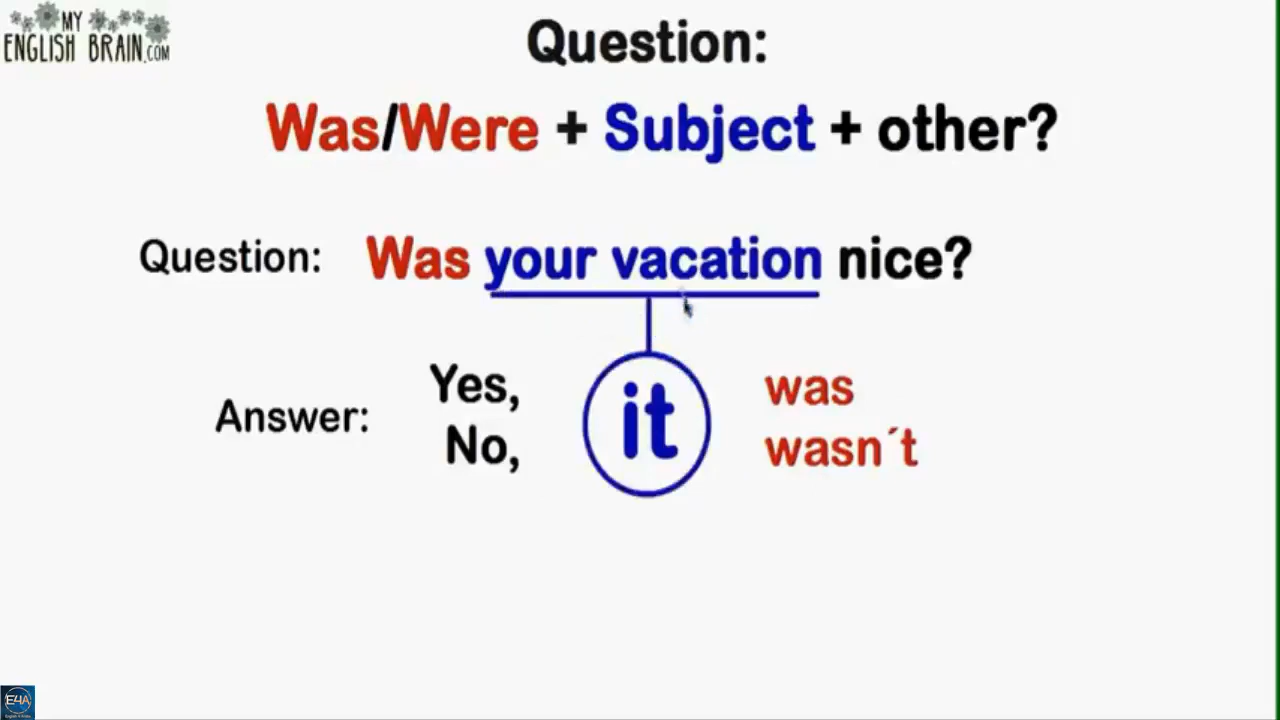 MY
ENGLISH BRAIN.COM
Question:
Was/Were + Subject + other?
Question: Was your vacation nice?
Answer:
Yes, it was
No, wasn´t
E4A